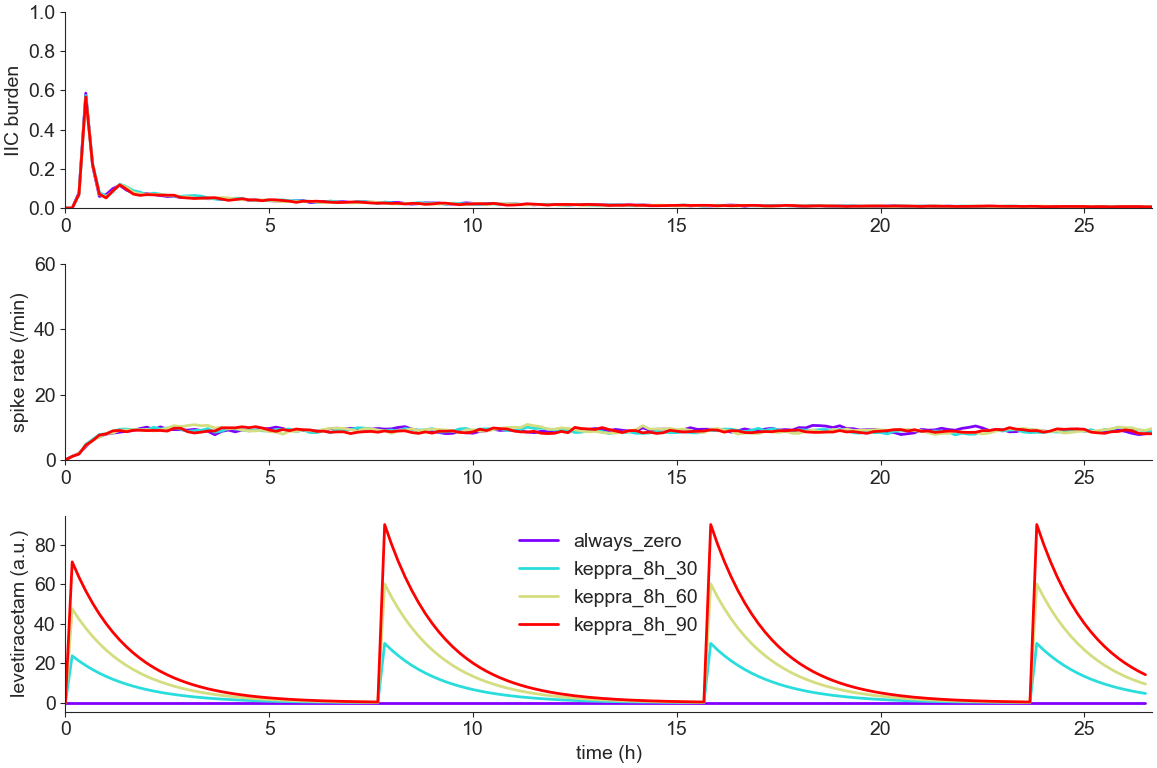 IIC burden
1.0
0.8
0.6
0.4
0.2
0.0
0 5 10 15 20 25
spike rate (/min)
60
40
20
0
0 5 10 15 20 25
levetiracetam (a.u.)
80
60
40
20
0
always_zero
keppra_8h_30
keppra_8h_60
keppra_8h_90
0 5 10 15 20 25
time (h)